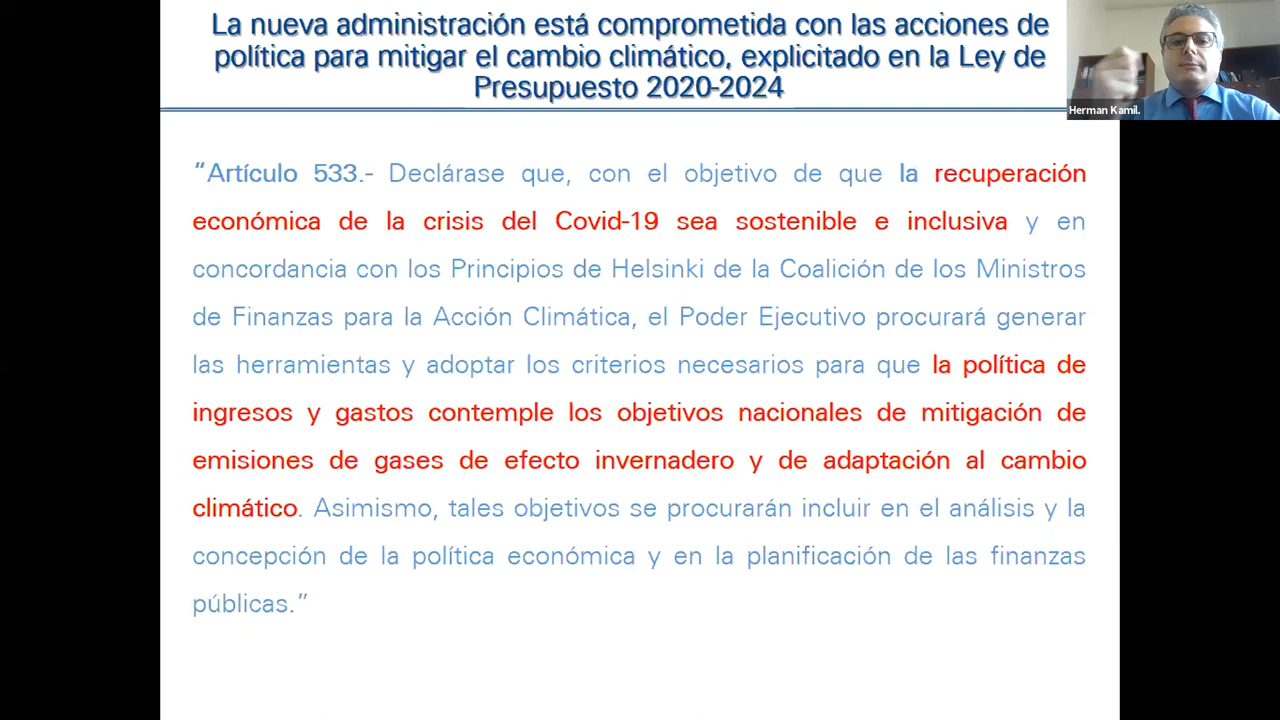 La nueva administración está comprometida con las acciones de
política para mitigar el cambio climático, explicitado en la Ley de
Presupuesto 2020-2024
Herman Kamil.
“Artículo 533.- Declárase que, con el objetivo de que la recuperación
económica de la crisis del Covid-19 sea sostenible e inclusiva y en
concordancia con los Principios de Helsinki de la Coalición de los Ministros
de Finanzas para la Acción Climática, el Poder Ejecutivo procurará generar
las herramientas y adoptar los criterios necesarios para que la política de
ingresos y gastos contemple los objetivos nacionales de mitigación de
emisiones de gases de efecto invernadero y de adaptación al cambio
climático. Asimismo, tales objetivos se procurarán incluir en el análisis y la
concepción de la política económica y en la planificación de las finanzas
públicas.”